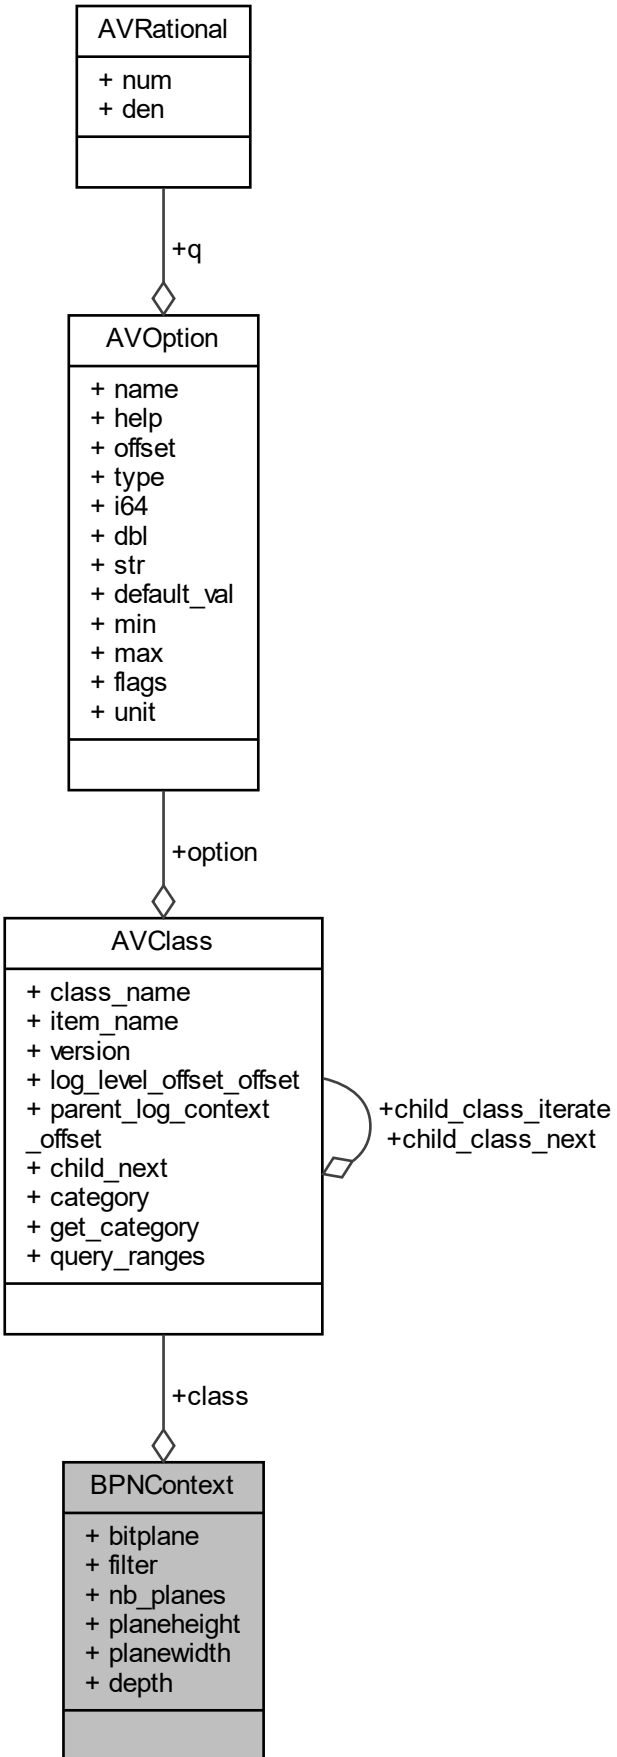 AVRational
+ num
+ den
+q
AVOption
+ name
+ help
+ offset
+ type
+ i64
+ dbl
+ str
+ default_val
+ min
+ max
+ flags
+ unit
+option
AVClass
+ class_name
+ item_name
+ version
+ log_level_offset_offset
+ parent_log_context
_offset
+ child_next
+ category
+ get_category
+ query_ranges
+child_class_iterate
+child_class_next
+class
BPNContext
+ bitplane
+ filter
+ nb_planes
+ planeheight
+ planewidth
+ depth